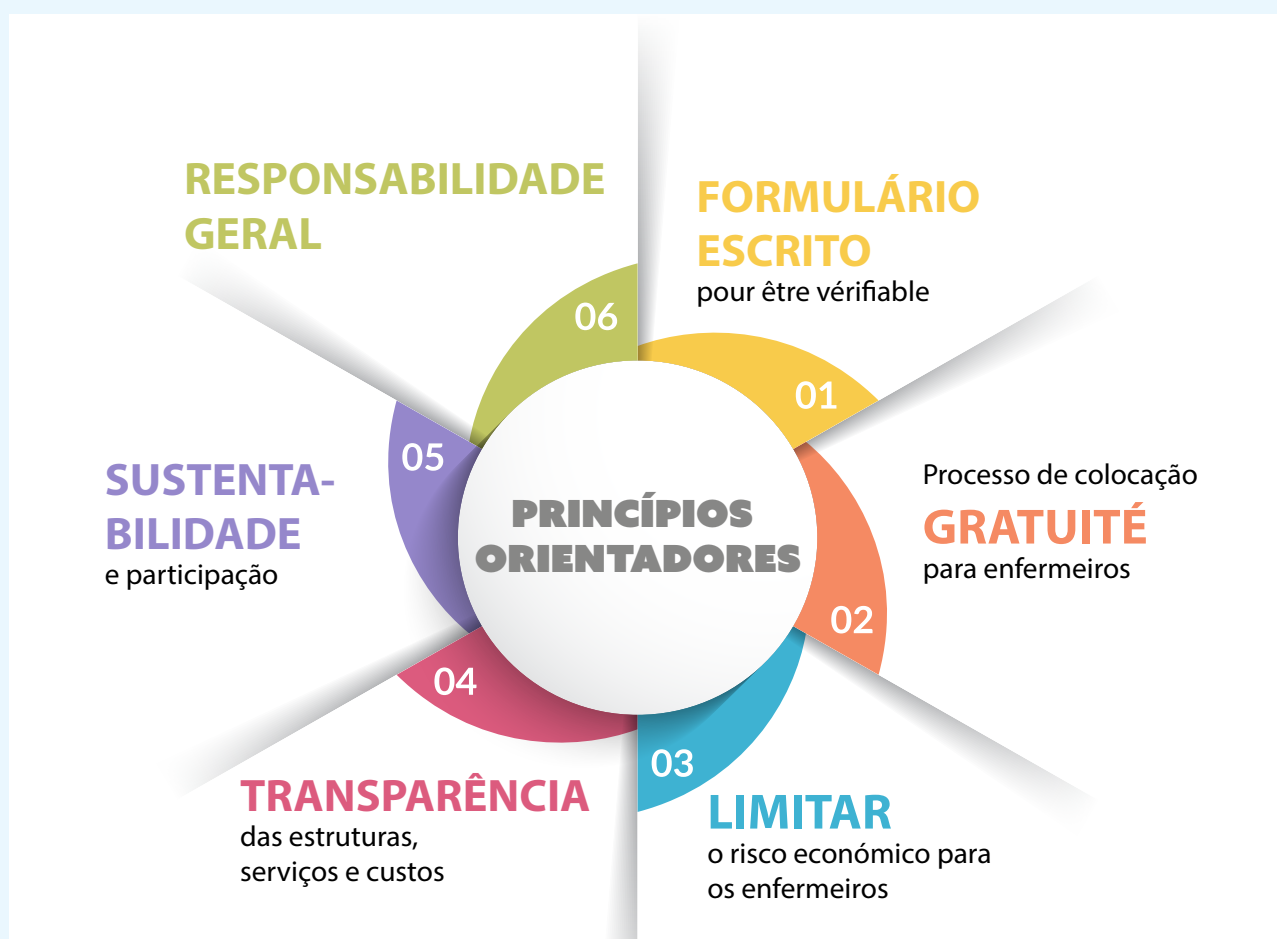 PRINCÍPIOS
ORIENTADORES
01
FORMULÁRIO
ESCRITO
pour être vérifiable
02
Processo de colocação
GRATUITÉ
para enfermeiros
03
LIMITAR
o risco económico para
os enfermeiros
04
TRANSPARÊNCIA
das estruturas,
serviços e custos
05
SUSTENTA-
BILIDADE
e participação
06
RESPONSABILIDADE
GERAL